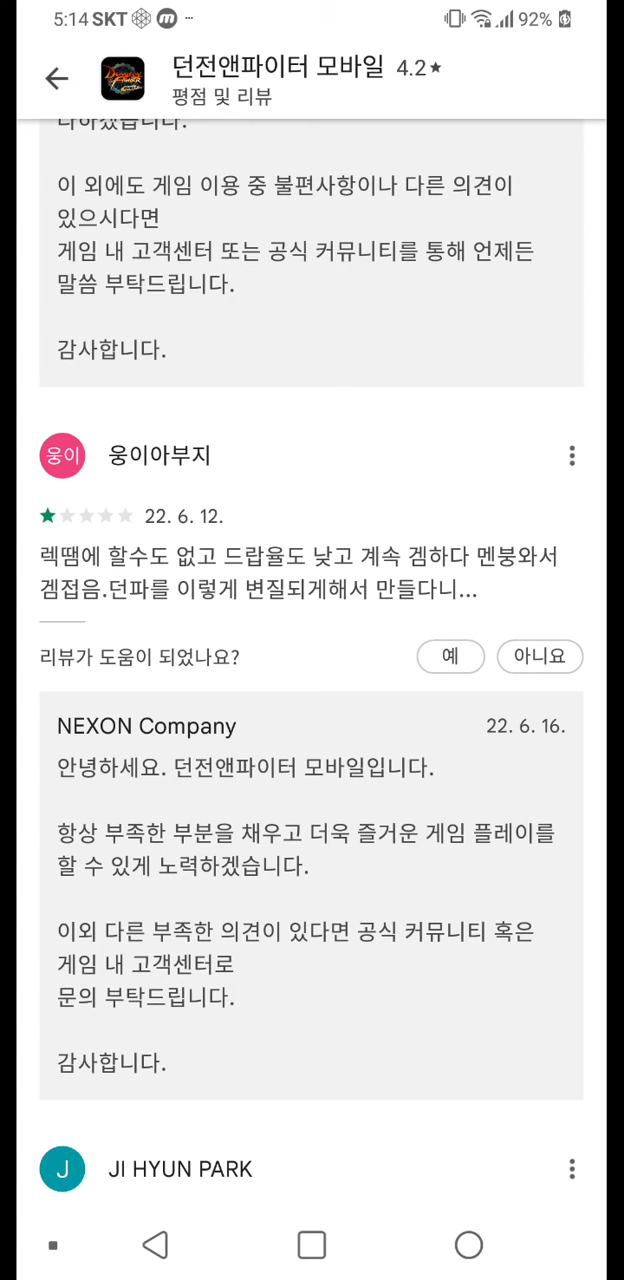 5:14 SKT 92%
던전앤파이터 모바일 4.2★
평점 및 리뷰
이 외에도 게임 이용 중 불편사항이나 다른 의견이
있으시다면
게임 내 고객센터 또는 공식 커뮤니티를 통해 언제든
말씀 부탁드립니다.
감사합니다.
웅이 웅이아부지
22. 6. 12.
렉땜에 할수도 없고 드랍율도 낮고 계속 겜하다 멘붕와서
겜접음.던파를 이렇게 변질되게해서 만들다니...
리뷰가 도움이 되었나요? 예 아니요
NEXON Company 22. 6. 16.
안녕하세요. 던전앤파이터 모바일입니다.
항상 부족한 부분을 채우고 더욱 즐거운 게임 플레이를
할 수 있게 노력하겠습니다.
이외 다른 부족한 의견이 있다면 공식 커뮤니티 혹은
게임 내 고객센터로
문의 부탁드립니다.
감사합니다.
J JI HYUN PARK